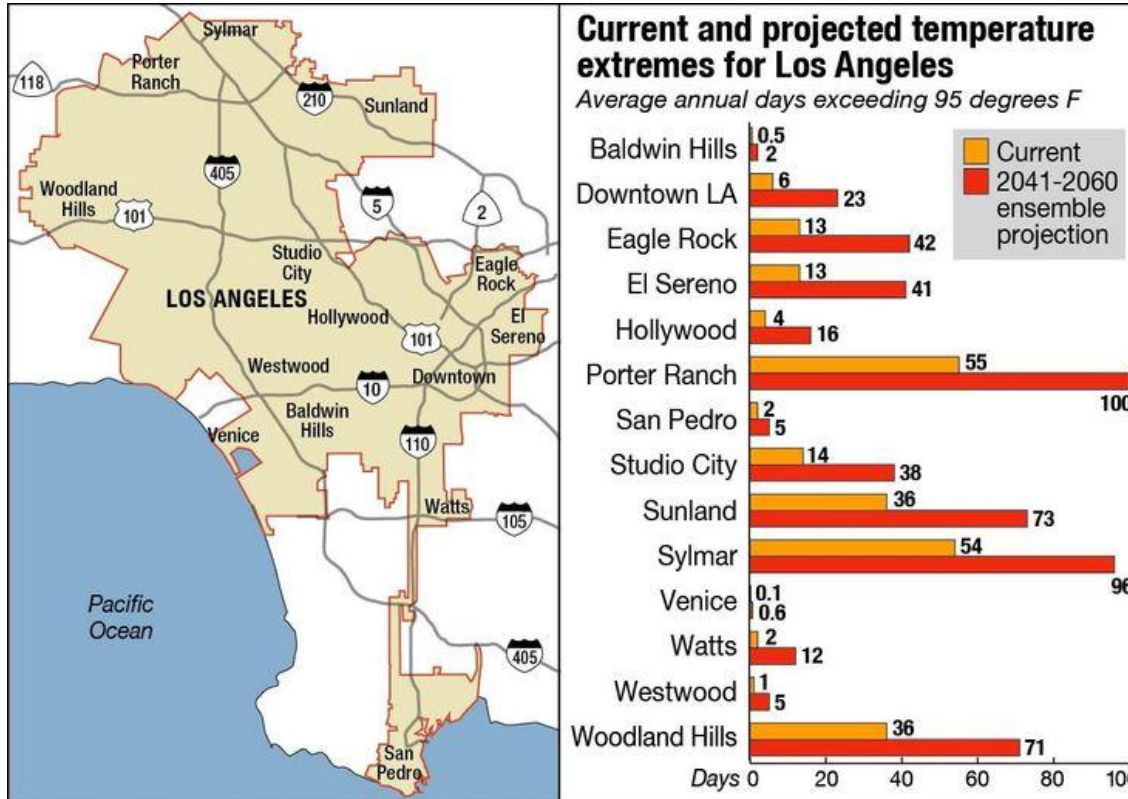 Sylmar
Porter
Ranch
118
210
Sunland
405
Woodland
Hills
101
5
2
Studio
City
Eagle
Rock
LOS ANGELES
Hollywood
El
Sereno
101
Westwood
10
Downtown
Baldwin
Hills
Venice
110
Watts
105
Pacific
Ocean
405
San
Pedro
Current and projected temperature
extremes for Los Angeles
Average annual days exceeding 95 degrees F
Current
2041-2060
ensemble
projection
Baldwin Hills 0.5
2
Downtown LA 6
23
Eagle Rock 13
42
El Sereno 13
41
Hollywood 4
16
Porter Ranch 55
100
San Pedro 2
5
Studio City 14
38
Sunland 36
73
Sylmar 54
96
Venice 0.1
0.6
Watts 2
12
Westwood 1
5
Woodland Hills 36
71
Days 0 20 40 60 80 100